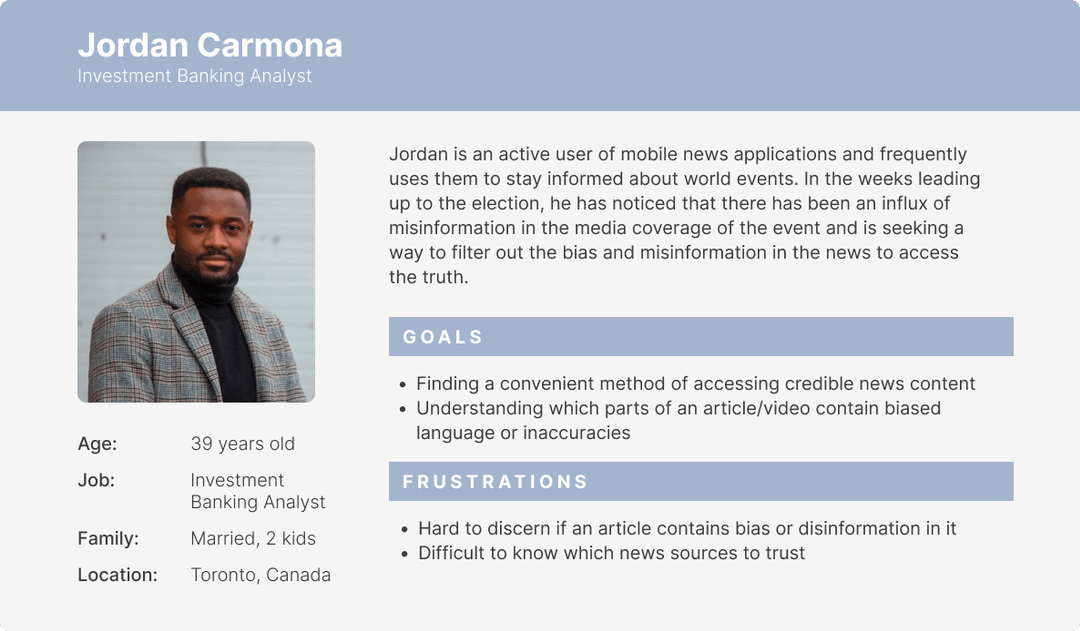 Jordan Carmona
Investment Banking Analyst
Jordan is an active user of mobile news applications and frequently
uses them to stay informed about world events. In the weeks leading
up to the election, he has noticed that there has been an influx of
misinformation in the media coverage of the event and is seeking a
way to filter out the bias and misinformation in the news to access
the truth.
GOALS
• Finding a convenient method of accessing credible news content
• Understanding which parts of an article/video contain biased
language or inaccuracies
FRUSTRATIONS
• Hard to discern if an article contains bias or disinformation in it
• Difficult to know which news sources to trust
Age: 39 years old
Job: Investment
Banking Analyst
Family: Married, 2 kids
Location: Toronto, Canada